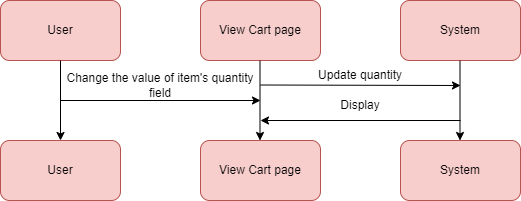 User
View Cart page
System
Change the value of item's quantity
field
Update quantity
Display
User
View Cart page
System